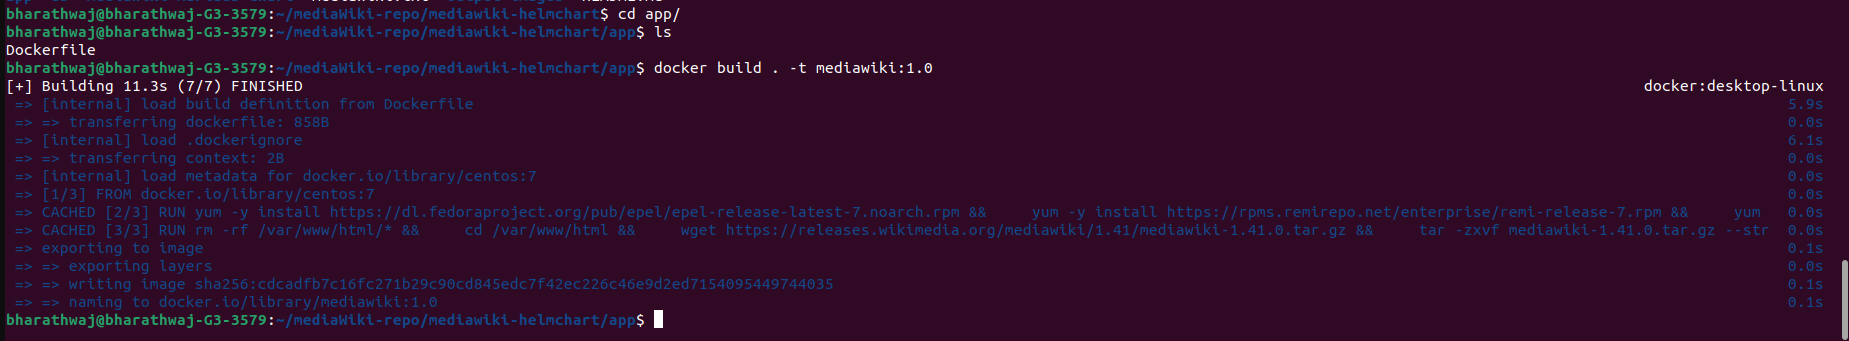 bharathwaj@bharathwaj-G3-3579:~/mediaWiki-repo/mediawiki-helmchart$ cd app/
bharathwaj@bharathwaj-G3-3579:~/mediaWiki-repo/mediawiki-helmchart/app$ ls
Dockerfile
bharathwaj@bharathwaj-G3-3579:~/mediaWiki-repo/mediawiki-helmchart/app$ docker build . -t mediawiki:1.0
[+] Building 11.3s (7/7) FINISHED docker:desktop-linux
=> [internal] load build definition from Dockerfile 5.9s
=> => transferring dockerfile: 858B 0.0s
=> [internal] load .dockerignore 6.1s
=> => transferring context: 2B 0.0s
=> [internal] load metadata for docker.io/library/centos:7 0.0s
=> [1/3] FROM docker.io/library/centos:7 0.0s
=> CACHED [2/3] RUN yum -y install https://dl.fedoraproject.org/pub/epel/epel-release-latest-7.noarch.rpm && yum -y install https://rpms.remirepo.net/enterprise/remi-release-7.rpm && yum 0.0s
=> CACHED [3/3] RUN rm -rf /var/www/html/* && cd /var/www/html && wget https://releases.wikimedia.org/mediawiki/1.41/mediawiki-1.41.0.tar.gz && tar -zxvf mediawiki-1.41.0.tar.gz --str 0.0s
=> exporting to image 0.1s
=> => exporting layers 0.0s
=> => writing image sha256:cdcadfb7c16fc271b29c90cd845edc7f42ec226c46e9d2ed7154095449744035 0.1s
=> => naming to docker.io/library/mediawiki:1.0 0.1s
bharathwaj@bharathwaj-G3-3579:~/mediaWiki-repo/mediawiki-helmchart/app$